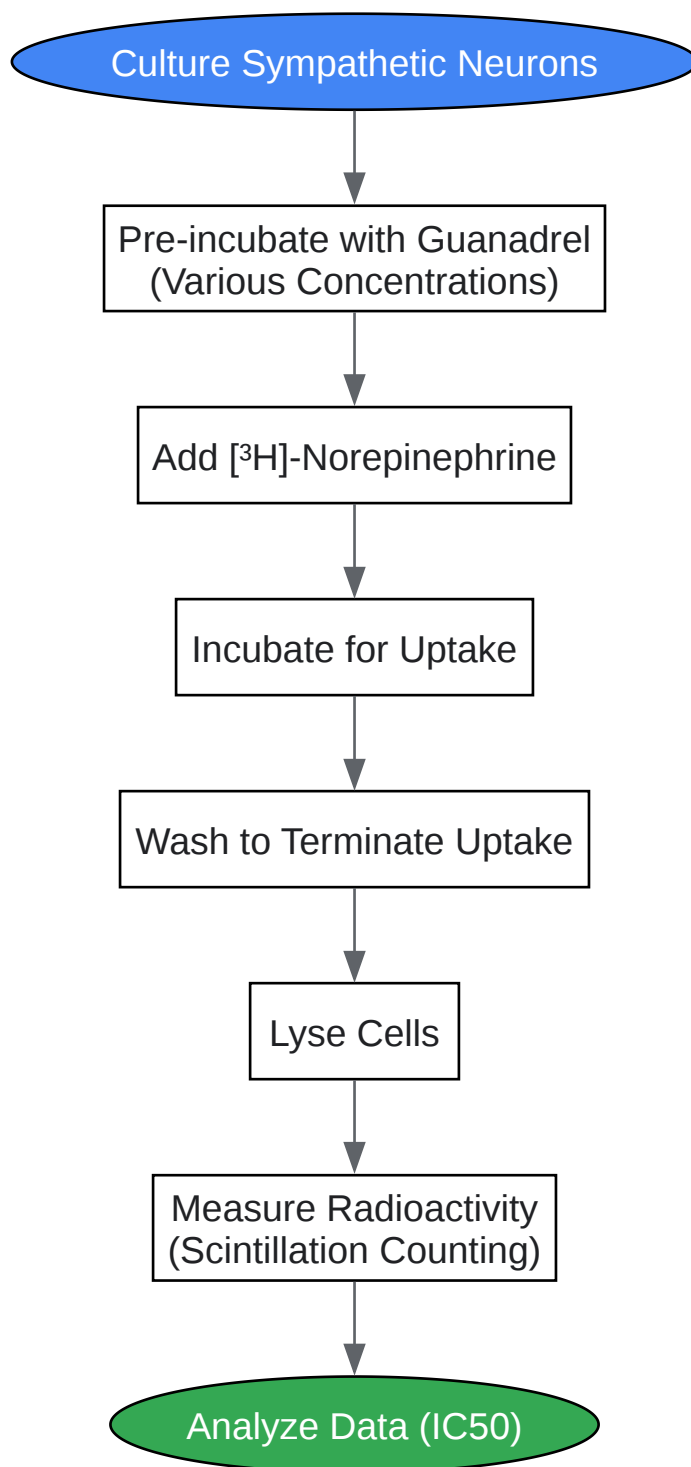 Culture Sympathetic Neurons
Pre-incubate with Guanadrel
(Various Concentrations)
Add [³H]-Norepinephrine
Incubate for Uptake
Wash to Terminate Uptake
Lyse Cells
Measure Radioactivity
(Scintillation Counting)
Analyze Data (IC50)